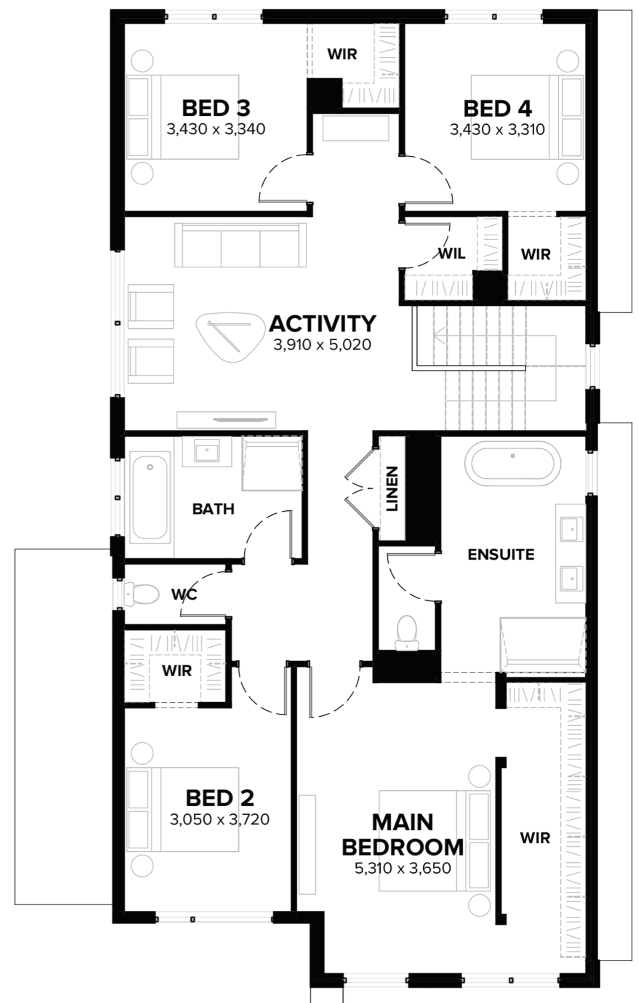 WIR
BED 3
3,430 x 3,340
BED 4
3,430 x 3,310
WIL
WIR
ACTIVITY
3,910 x 5,020
LINEN
BATH
ENSUITE
WC
WIR
BED 2
3,050 x 3,720
MAIN
BEDROOM
5,310 x 3,650
WIR